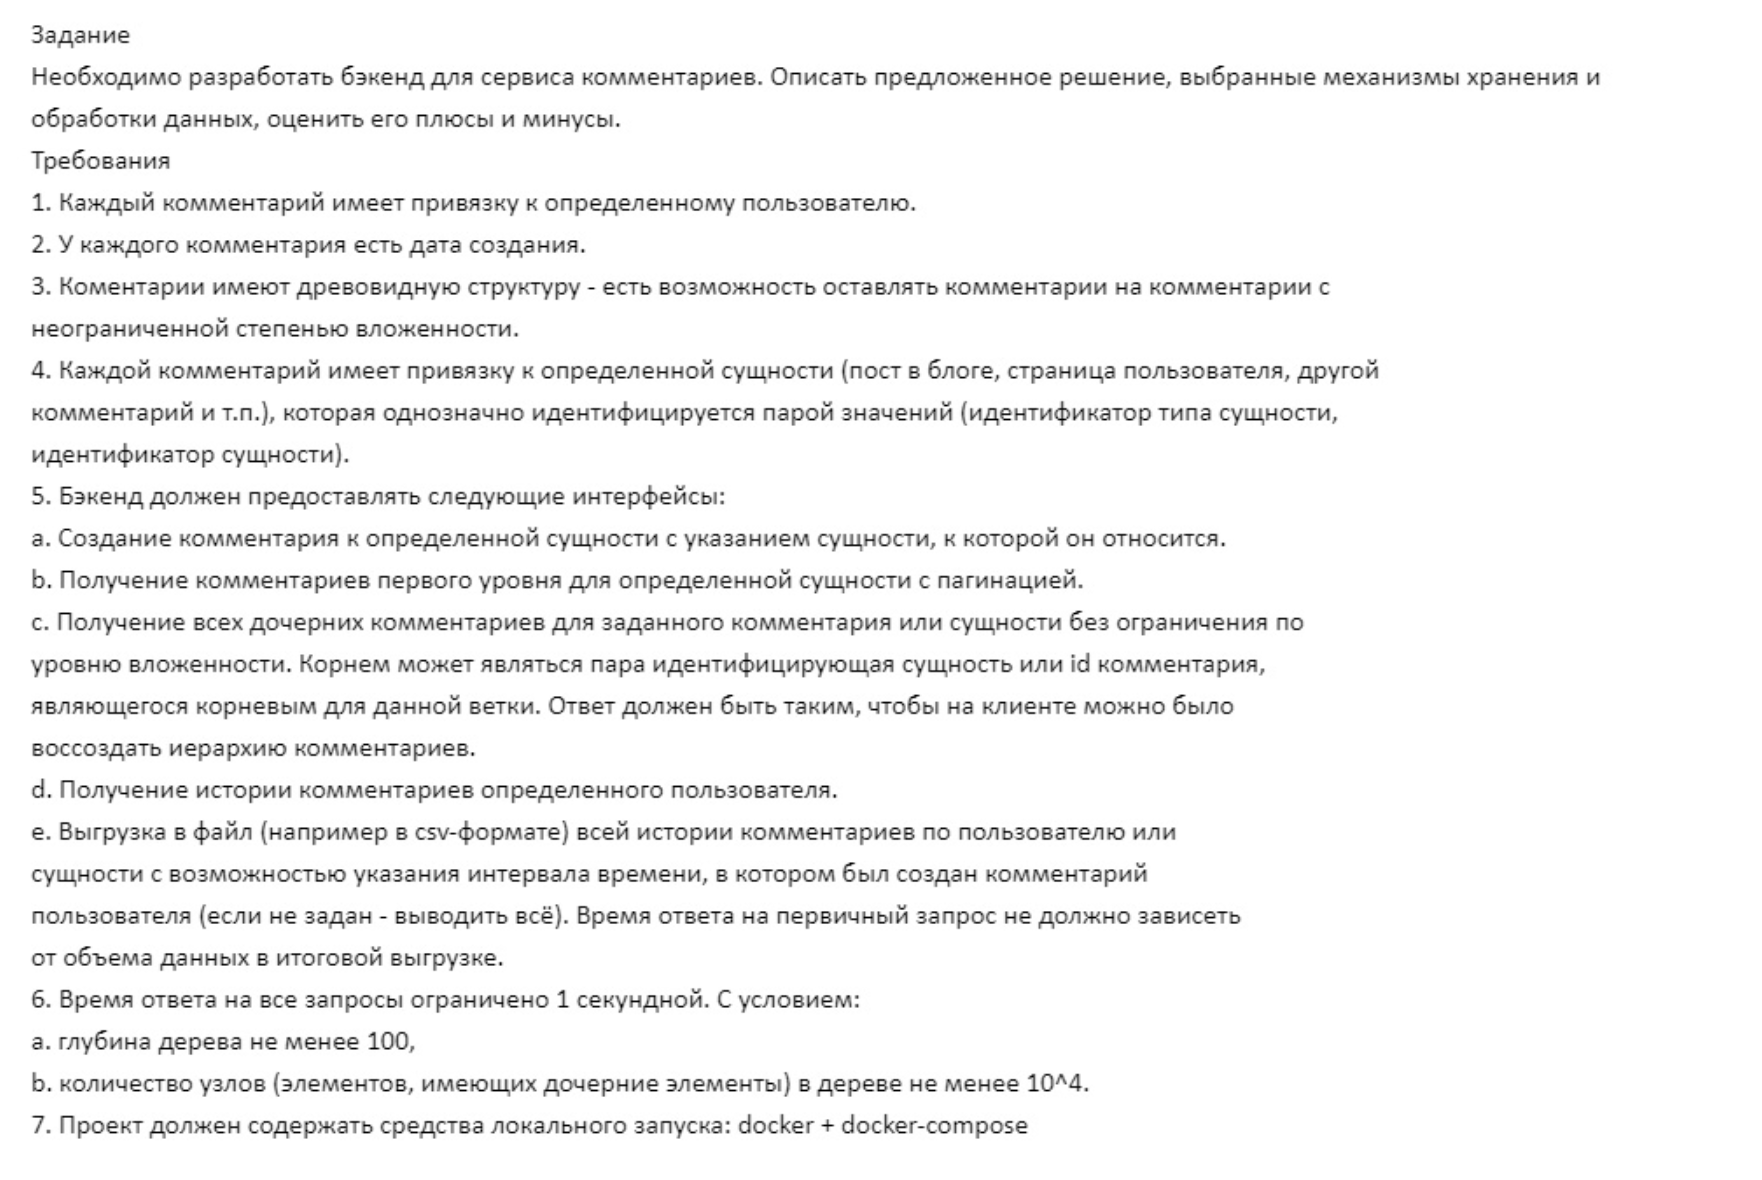 Задание
Необходимо разработать бэкенд для сервиса комментариев. Описать предложенное решение, выбранные механизмы хранения и
обработки данных, оценить его плюсы и минусы.
Требования
1. Каждый комментарий имеет привязку к определенному пользователю.
2. У каждого комментария есть дата создания.
3. Коментарии имеют древовидную структуру - есть возможность оставлять комментарии на комментарии с
неограниченной степенью вложенности.
4. Каждой комментарий имеет привязку к определенной сущности (пост в блоге, страница пользователя, другой
комментарий и т.п.), которая однозначно идентифицируется парой значений (идентификатор типа сущности,
идентификатор сущности).
5. Бэкенд должен предоставлять следующие интерфейсы:
a. Создание комментария к определенной сущности с указанием сущности, к которой он относится.
b. Получение комментариев первого уровня для определенной сущности с пагинацией.
c. Получение всех дочерних комментариев для заданного комментария или сущности без ограничения по
уровню вложенности. Корнем может являться пара идентифицирующая сущность или id комментария,
являющегося корневым для данной ветки. Ответ должен быть таким, чтобы на клиенте можно было
воссоздать иерархию комментариев.
d. Получение истории комментариев определенного пользователя.
e. Выгрузка в файл (например в csv-формате) всей истории комментариев по пользователю или
сущности с возможностью указания интервала времени, в котором был создан комментарий
пользователя (если не задан - выводить всё). Время ответа на первичный запрос не должно зависеть
от объема данных в итоговой выгрузке.
6. Время ответа на все запросы ограничено 1 секундной. С условием:
a. глубина дерева не менее 100,
b. количество узлов (элементов, имеющих дочерние элементы) в дереве не менее 10^4.
7. Проект должен содержать средства локального запуска: docker + docker-compose